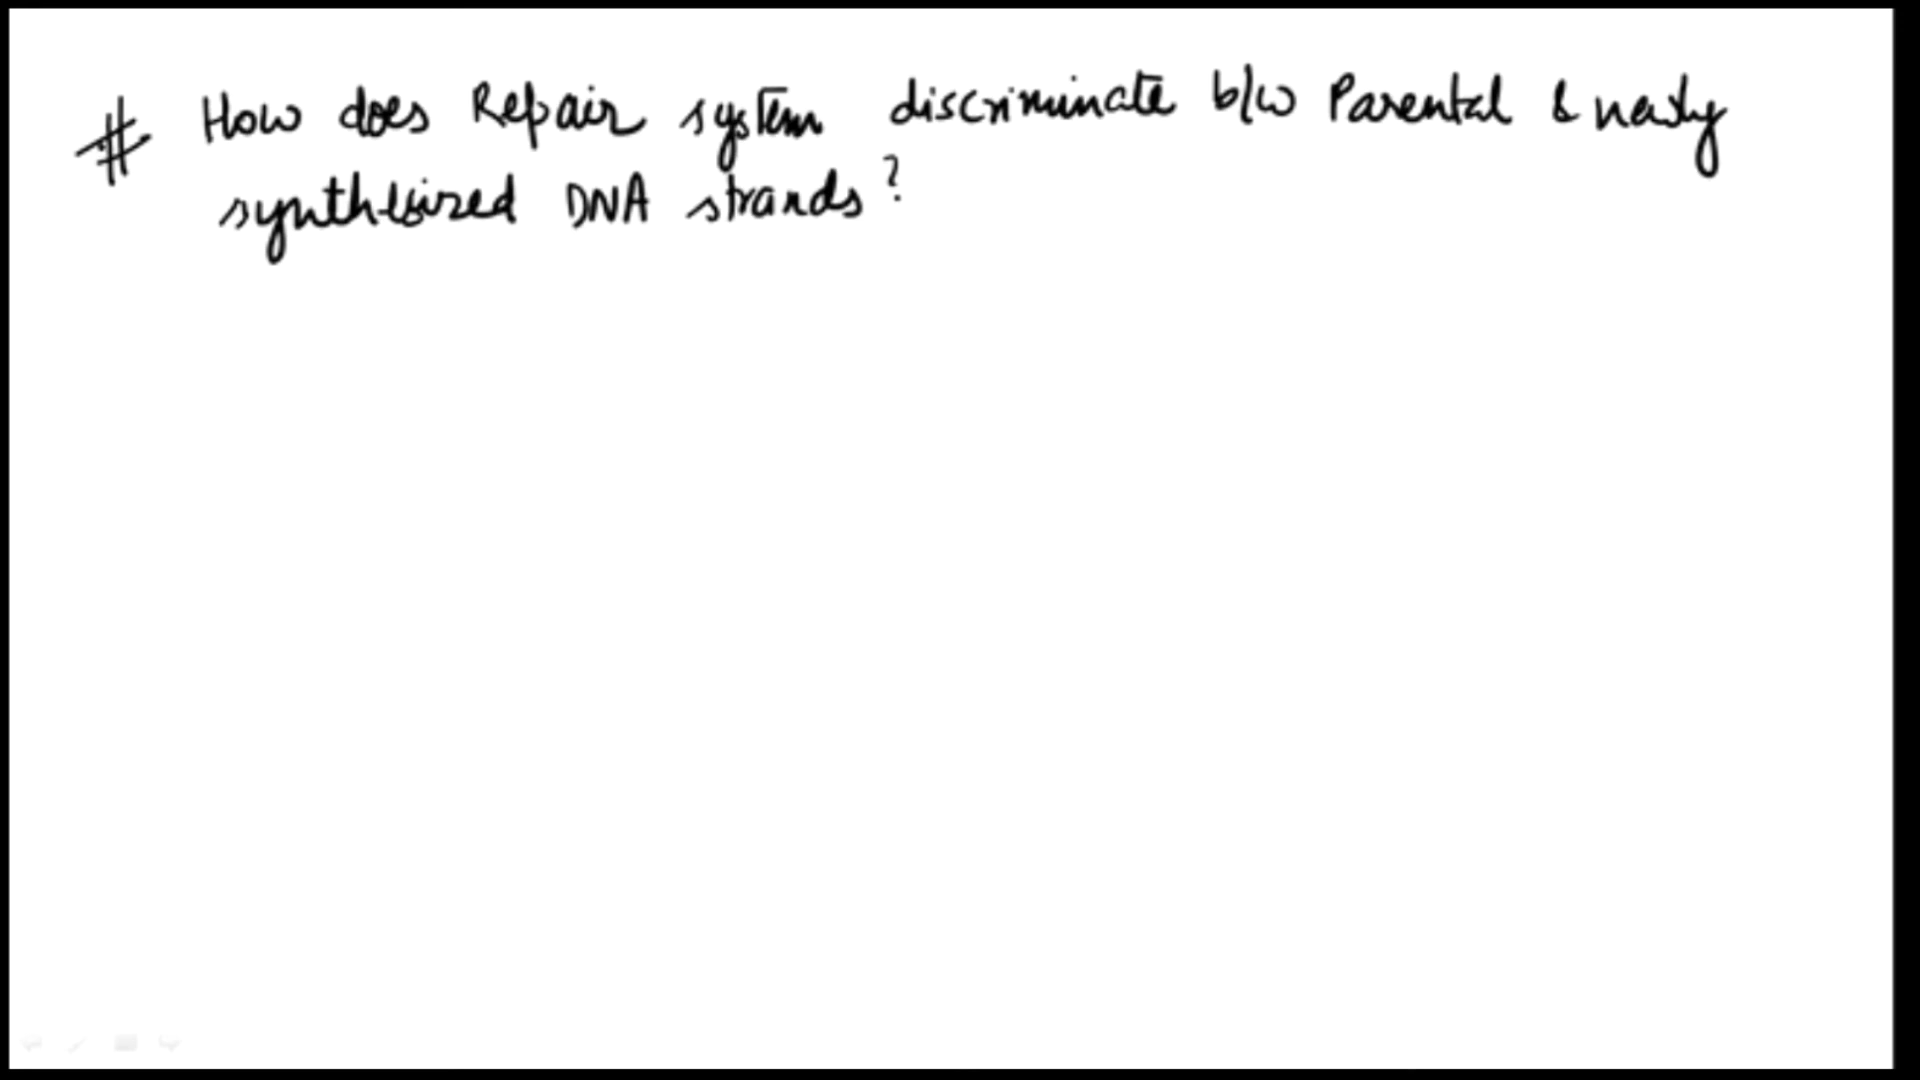 # How does Repair system discriminate b/w Parental & newly
synthesized DNA strands?